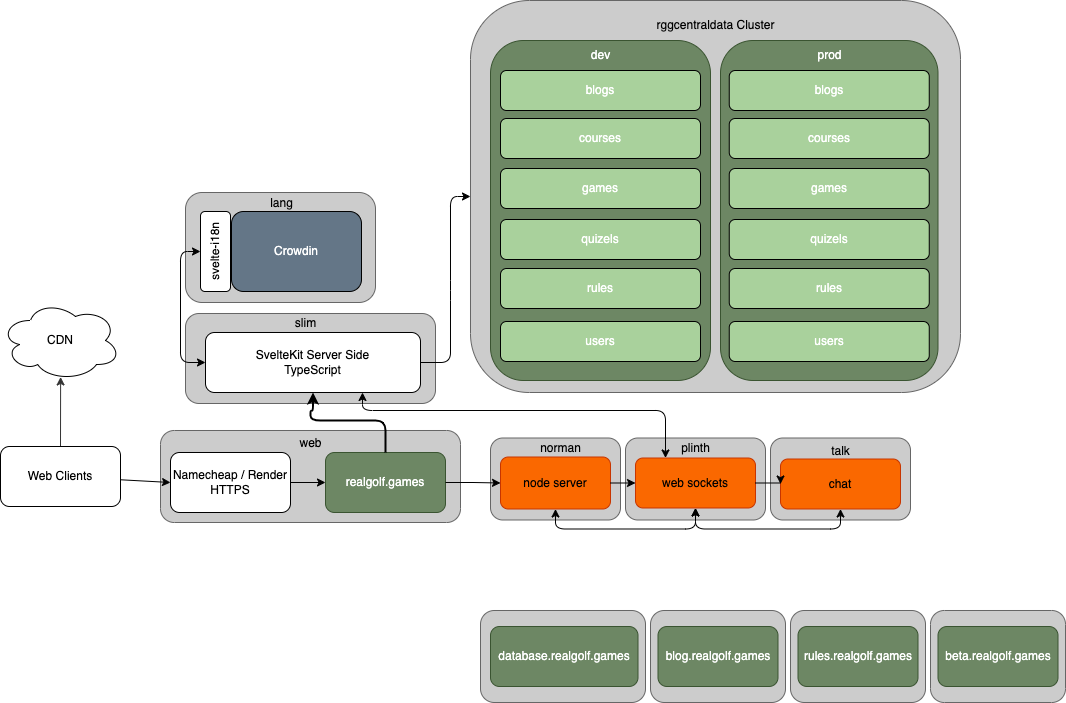 rggcentraldata Cluster
dev
blogs
courses
games
quizels
rules
users
prod
blogs
courses
games
quizels
rules
users
lang
svelte-i18n
Crowdin
slim
SvelteKit Server Side
TypeScript
CDN
Web Clients
web
Namecheap / Render
HTTPS
realgolf.games
norman
node server
plinth
web sockets
talk
chat
database.realgolf.games
blog.realgolf.games
rules.realgolf.games
beta.realgolf.games